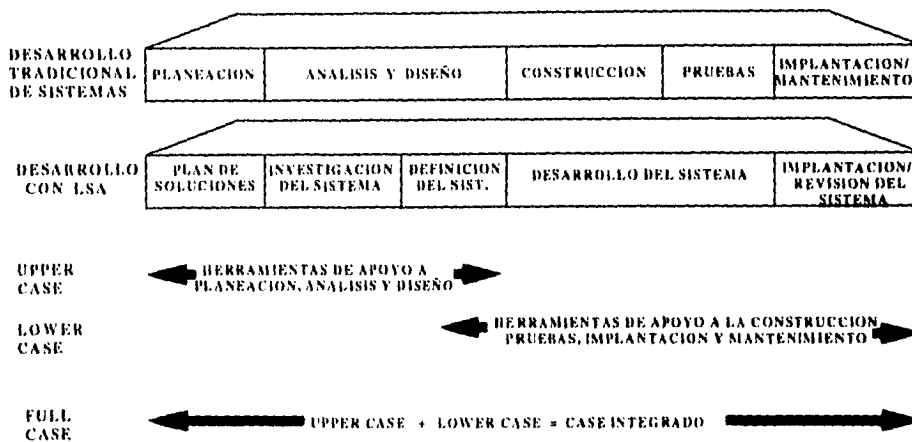 DESARROLLO
TRADICIONAL
DE SISTEMAS
PLANEACION
ANALISIS Y DISEÑO
CONSTRUCCION
PRUEBAS
IMPLANTACION/
MANTENIMIENTO
DESARROLLO
CON LSA
PLAN DE
SOLUCIONES
INVESTIGACION
DEL SISTEMA
DEFINICION
DEL SIST.
DESARROLLO DEL SISTEMA
IMPLANTACION/
REVISION DEL
SISTEMA
UPPER
CASE
HERRAMIENTAS DE APOYO A
PLANEACION, ANALISIS Y DISEÑO
LOWER
CASE
HERRAMIENTAS DE APOYO A LA CONSTRUCCION
PRUEBAS, IMPLANTACION Y MANTENIMIENTO
FULL
CASE
UPPER CASE + LOWER CASE = CASE INTEGRADO